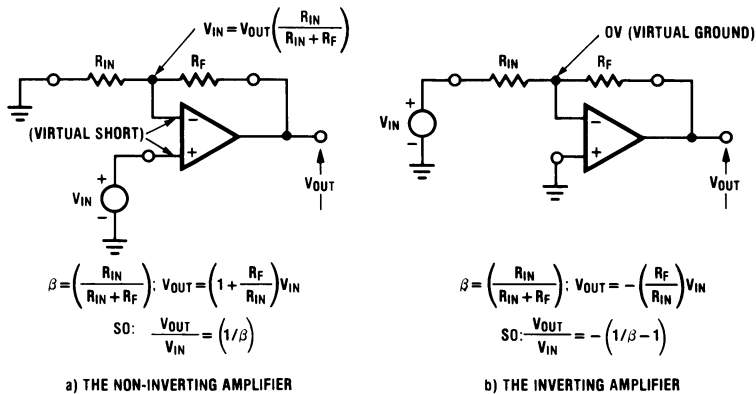 V_IN = V_OUT (R_IN / (R_IN + R_F))
R_IN
R_F
−
+
(VIRTUAL SHORT)
+
V_IN
−
V_OUT
β = (R_IN / (R_IN + R_F)); V_OUT = (1 + R_F / R_IN) V_IN
SO: V_OUT / V_IN = (1/β)
a) THE NON-INVERTING AMPLIFIER
0V (VIRTUAL GROUND)
R_IN
R_F
−
+
+
V_IN
−
V_OUT
β = (R_IN / (R_IN + R_F)); V_OUT = −(R_F / R_IN) V_IN
SO: V_OUT / V_IN = −(1/β − 1)
b) THE INVERTING AMPLIFIER